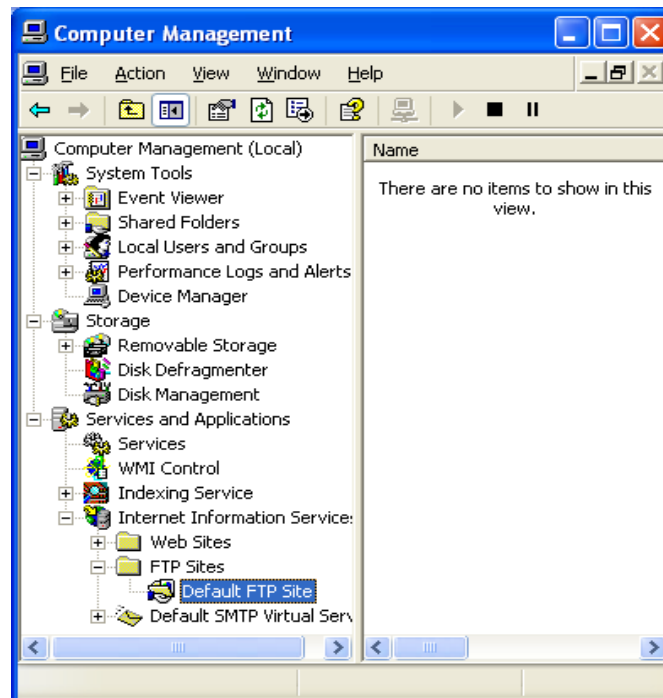 Computer Management
File Action View Window Help
Computer Management (Local)
System Tools
Event Viewer
Shared Folders
Local Users and Groups
Performance Logs and Alerts
Device Manager
Storage
Removable Storage
Disk Defragmenter
Disk Management
Services and Applications
Services
WMI Control
Indexing Service
Internet Information Service
Web Sites
FTP Sites
Default FTP Site
Default SMTP Virtual Serv
Name
There are no items to show in this
view.